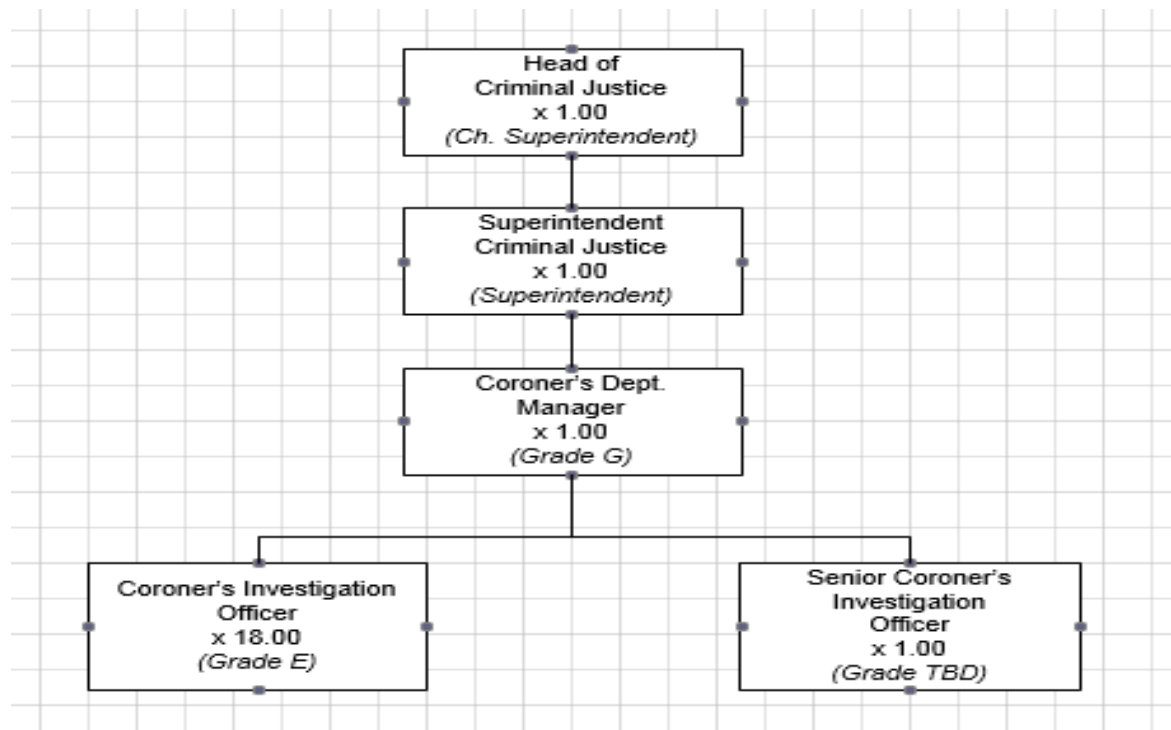 Head of
Criminal Justice
x 1.00
(Ch. Superintendent)
Superintendent
Criminal Justice
x 1.00
(Superintendent)
Coroner’s Dept.
Manager
x 1.00
(Grade G)
Coroner’s Investigation
Officer
x 18.00
(Grade E)
Senior Coroner’s
Investigation
Officer
x 1.00
(Grade TBD)